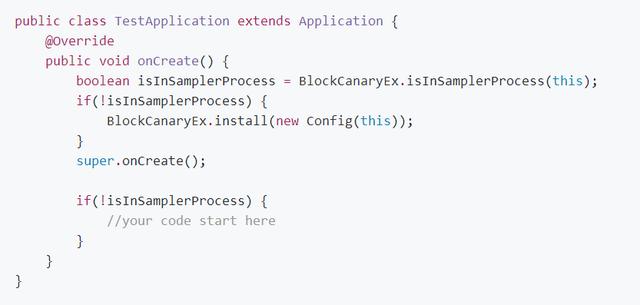 public class TestApplication extends Application {
    @Override
    public void onCreate() {
        boolean isInSamplerProcess = BlockCanaryEx.isInSamplerProcess(this);
        if(!isInSamplerProcess) {
            BlockCanaryEx.install(new Config(this));
        }
        super.onCreate();

        if(!isInSamplerProcess) {
            //your code start here
        }
    }
}